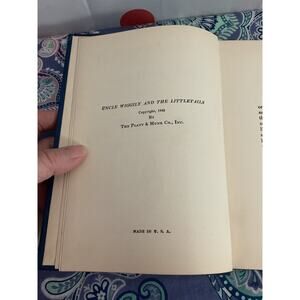 UNCLE WIGGILY AND THE LITTLETAILS
Copyright, 1942
By
THE PLATT & MUNK CO., INC.
MADE IN U. S. A.